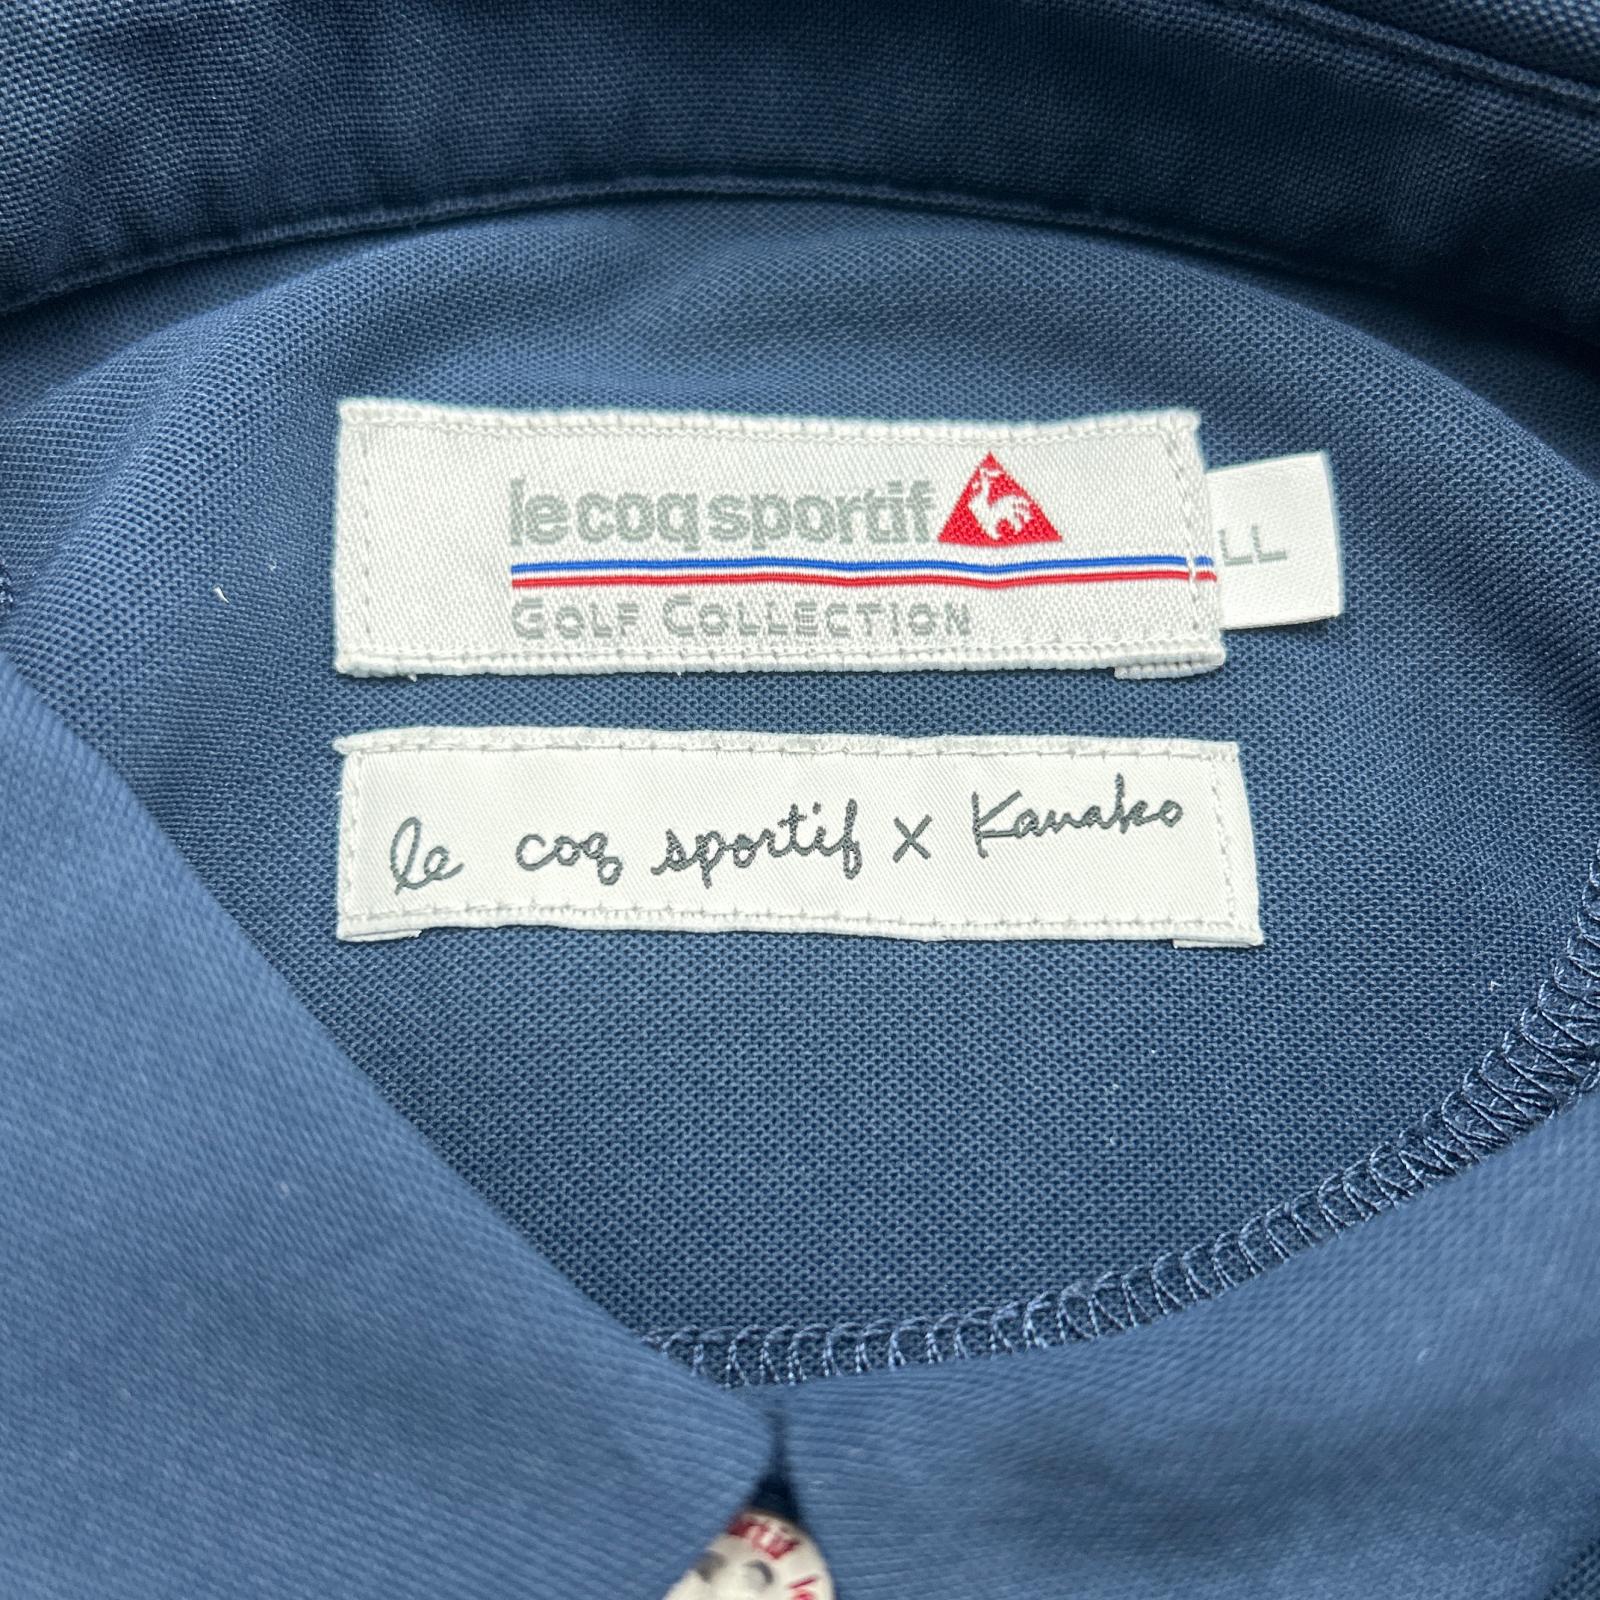 le coq sportif
LL
GOLF COLLECTION
le coq sportif x Kanako